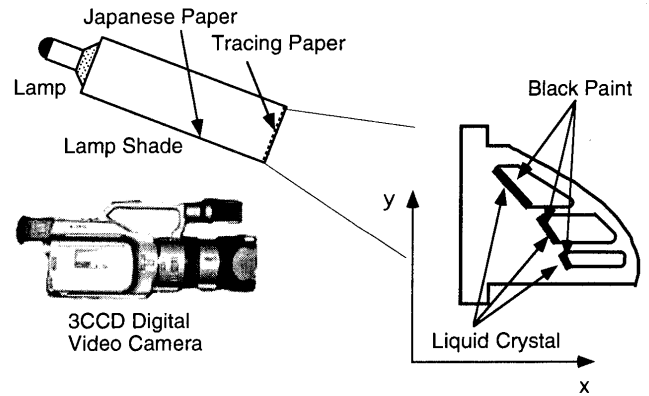 Japanese Paper
Tracing Paper
Lamp
Lamp Shade
Black Paint
y
3CCD Digital
Video Camera
Liquid Crystal
x